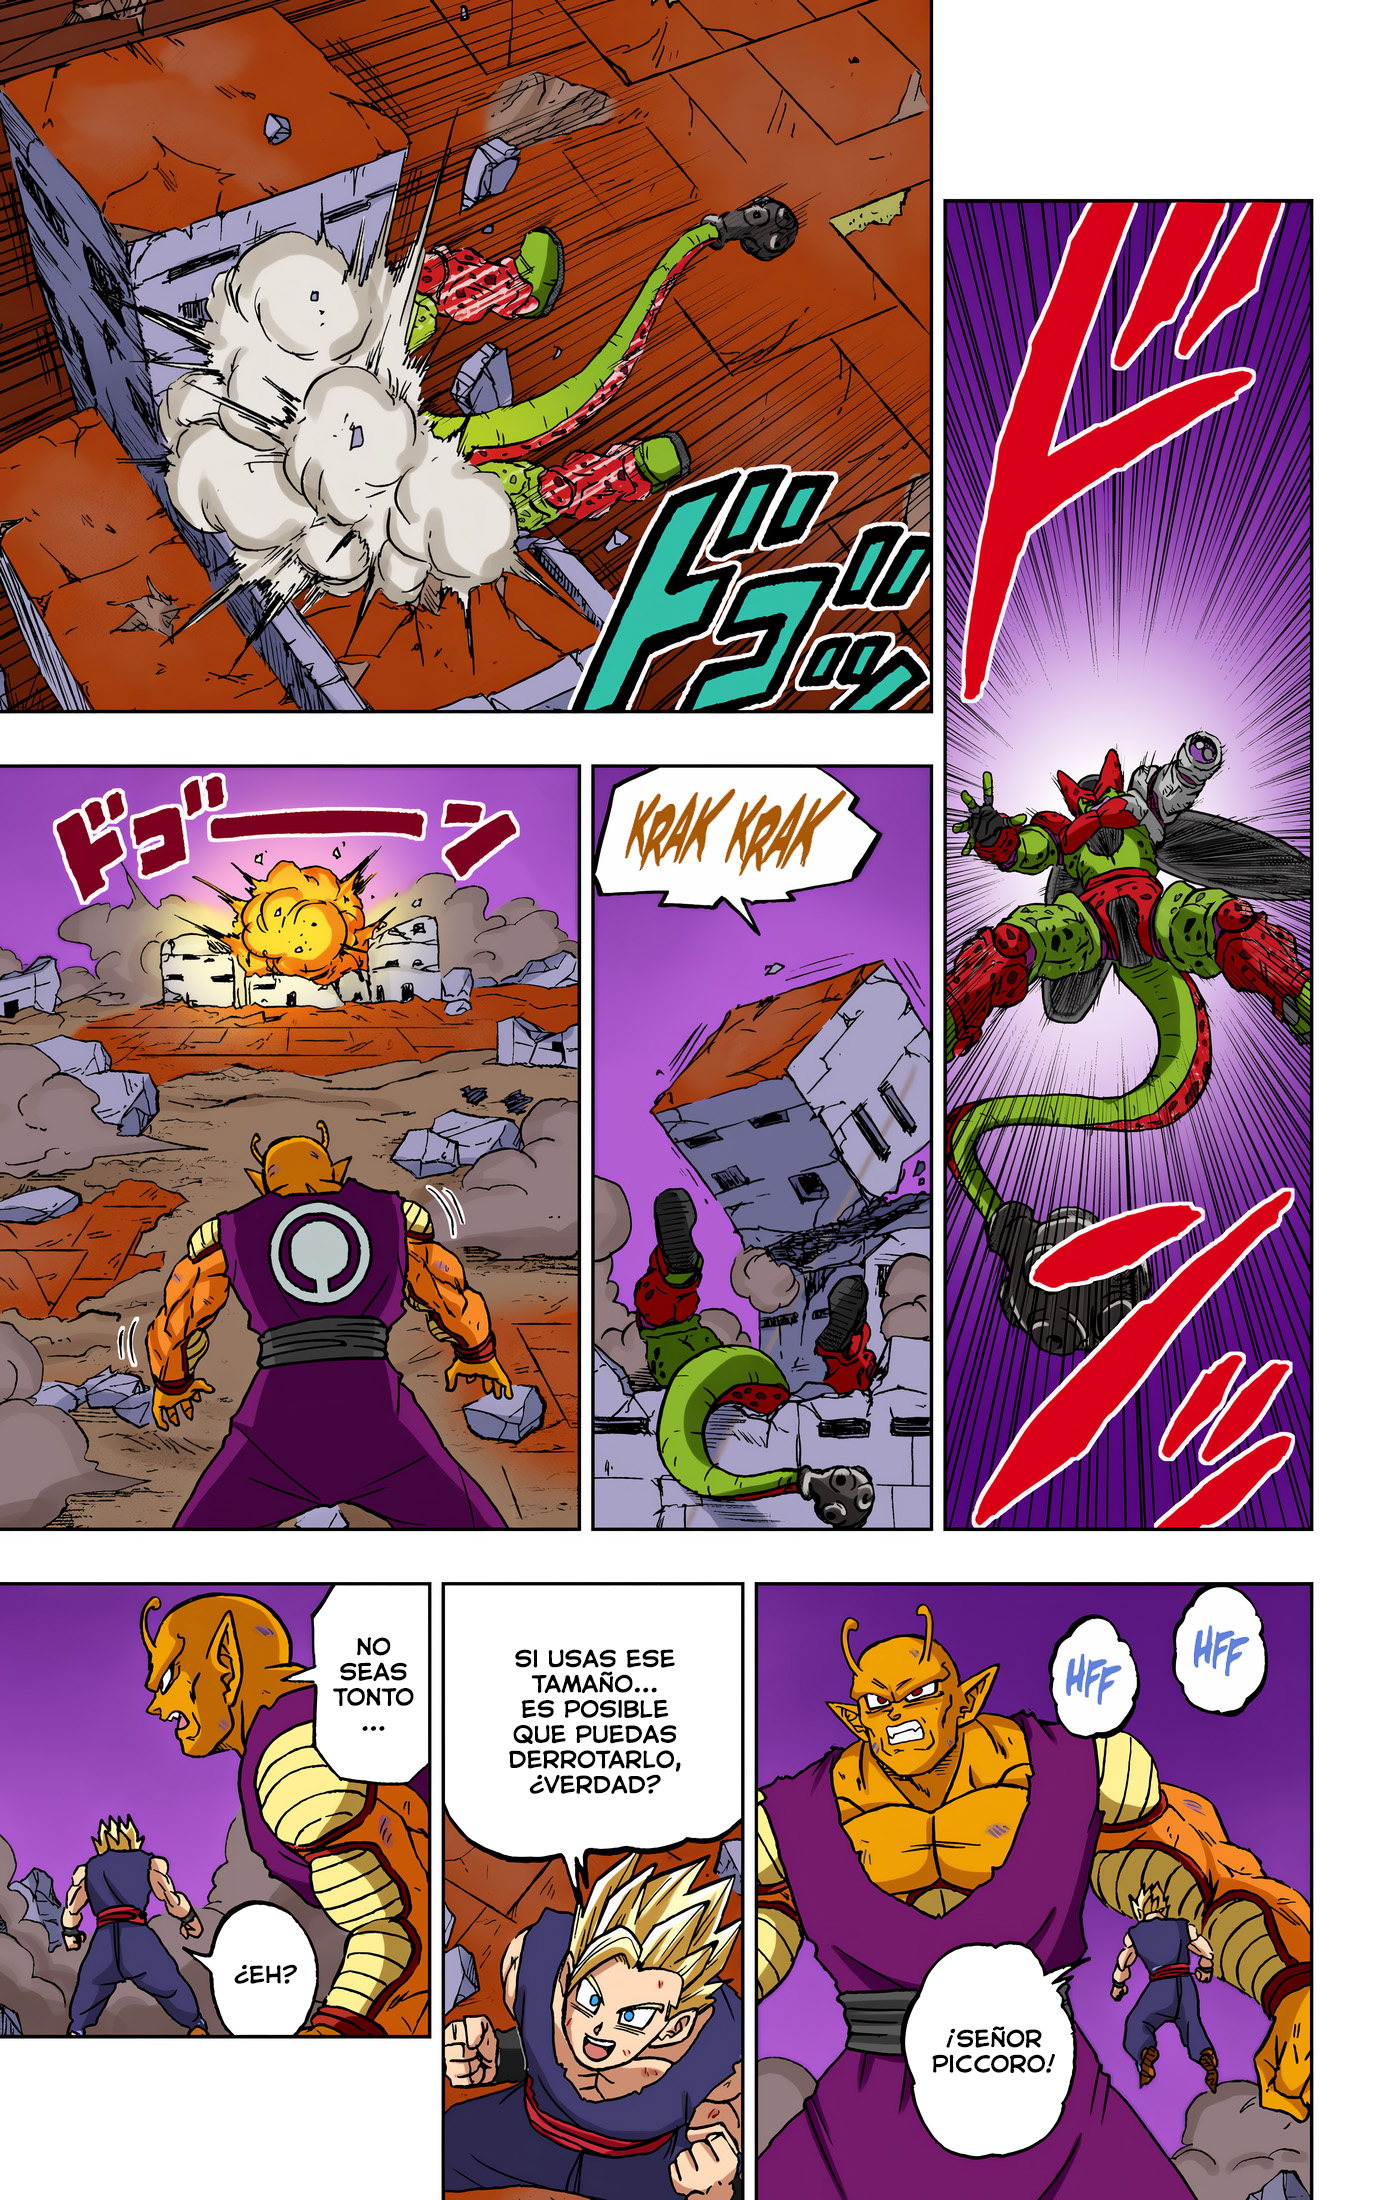 ドンッ
ドゴッ
KRAK KRAK
ドゴーン
HFF
HFF
¡SEÑOR
PICCORO!
SI USAS ESE
TAMAÑO...
ES POSIBLE
QUE PUEDAS
DERROTARLO,
¿VERDAD?
NO
SEAS
TONTO
...
¿EH?